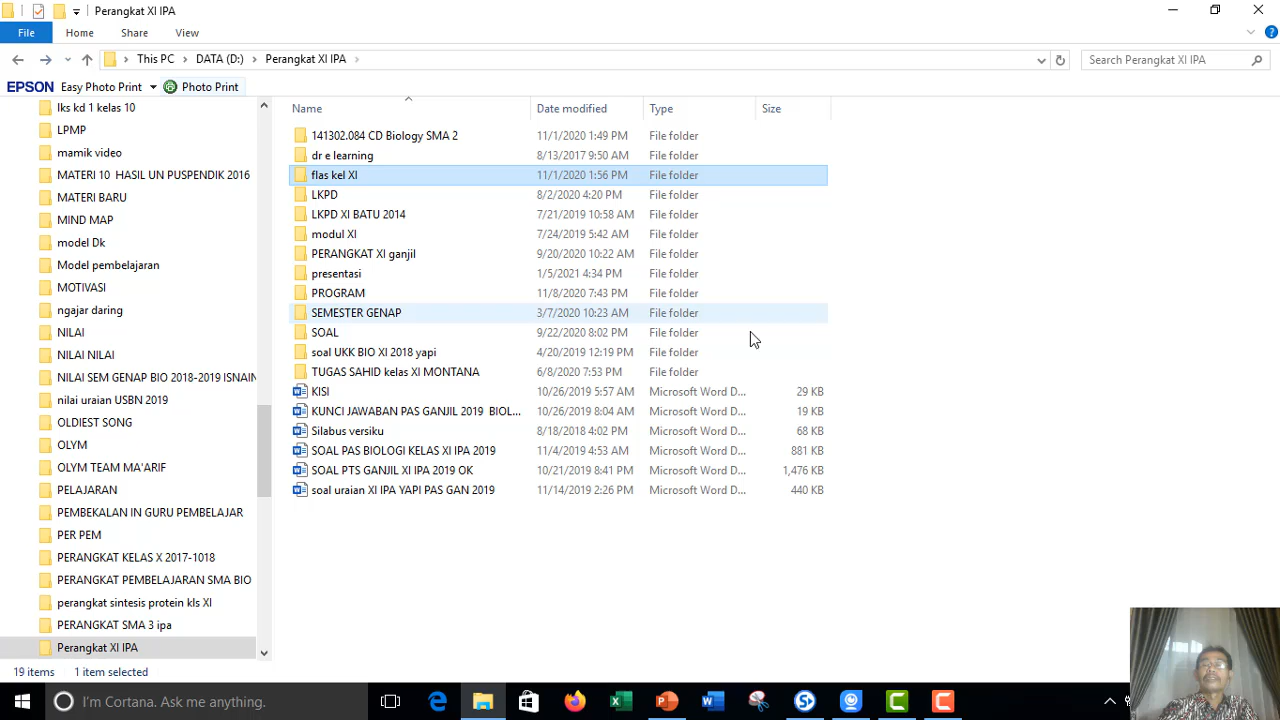 Perangkat XI IPA
File Home Share View
This PC DATA (D:) Perangkat XI IPA Search Perangkat XI IPA
EPSON Easy Photo Print Photo Print
lks kd 1 kelas 10
LPMP
mamik video
MATERI 10 HASIL UN PUSPENDIK 2016
MATERI BARU
MIND MAP
model Dk
Model pembelajaran
MOTIVASI
ngajar daring
NILAI
NILAI NILAI
NILAI SEM GENAP BIO 2018-2019 ISNAIN
nilai uraian USBN 2019
OLDIEST SONG
OLYM
OLYM TEAM MA'ARIF
PELAJARAN
PEMBEKALAN IN GURU PEMBELAJAR
PER PEM
PERANGKAT KELAS X 2017-1018
PERANGKAT PEMBELAJARAN SMA BIO
perangkat sintesis protein kls XI
PERANGKAT SMA 3 ipa
Perangkat XI IPA
Name Date modified Type Size
141302.084 CD Biology SMA 2 11/1/2020 1:49 PM File folder
dr e learning 8/13/2017 9:50 AM File folder
flas kel XI 11/1/2020 1:56 PM File folder
LKPD 8/2/2020 4:20 PM File folder
LKPD XI BATU 2014 7/21/2019 10:58 AM File folder
modul XI 7/24/2019 5:42 AM File folder
PERANGKAT XI ganjil 9/20/2020 10:22 AM File folder
presentasi 1/5/2021 4:34 PM File folder
PROGRAM 11/8/2020 7:43 PM File folder
SEMESTER GENAP 3/7/2020 10:23 AM File folder
SOAL 9/22/2020 8:02 PM File folder
soal UKK BIO XI 2018 yapi 4/20/2019 12:19 PM File folder
TUGAS SAHID kelas XI MONTANA 6/8/2020 7:53 PM File folder
KISI 10/26/2019 5:57 AM Microsoft Word D... 29 KB
KUNCI JAWABAN PAS GANJIL 2019 BIOL... 10/26/2019 8:04 AM Microsoft Word D... 19 KB
Silabus versiku 8/18/2018 4:02 PM Microsoft Word D... 68 KB
SOAL PAS BIOLOGI KELAS XI IPA 2019 11/4/2019 4:53 AM Microsoft Word D... 881 KB
SOAL PTS GANJIL XI IPA 2019 OK 10/21/2019 8:41 PM Microsoft Word D... 1,476 KB
soal uraian XI IPA YAPI PAS GAN 2019 11/14/2019 2:26 PM Microsoft Word D... 440 KB
19 items 1 item selected
I'm Cortana. Ask me anything.